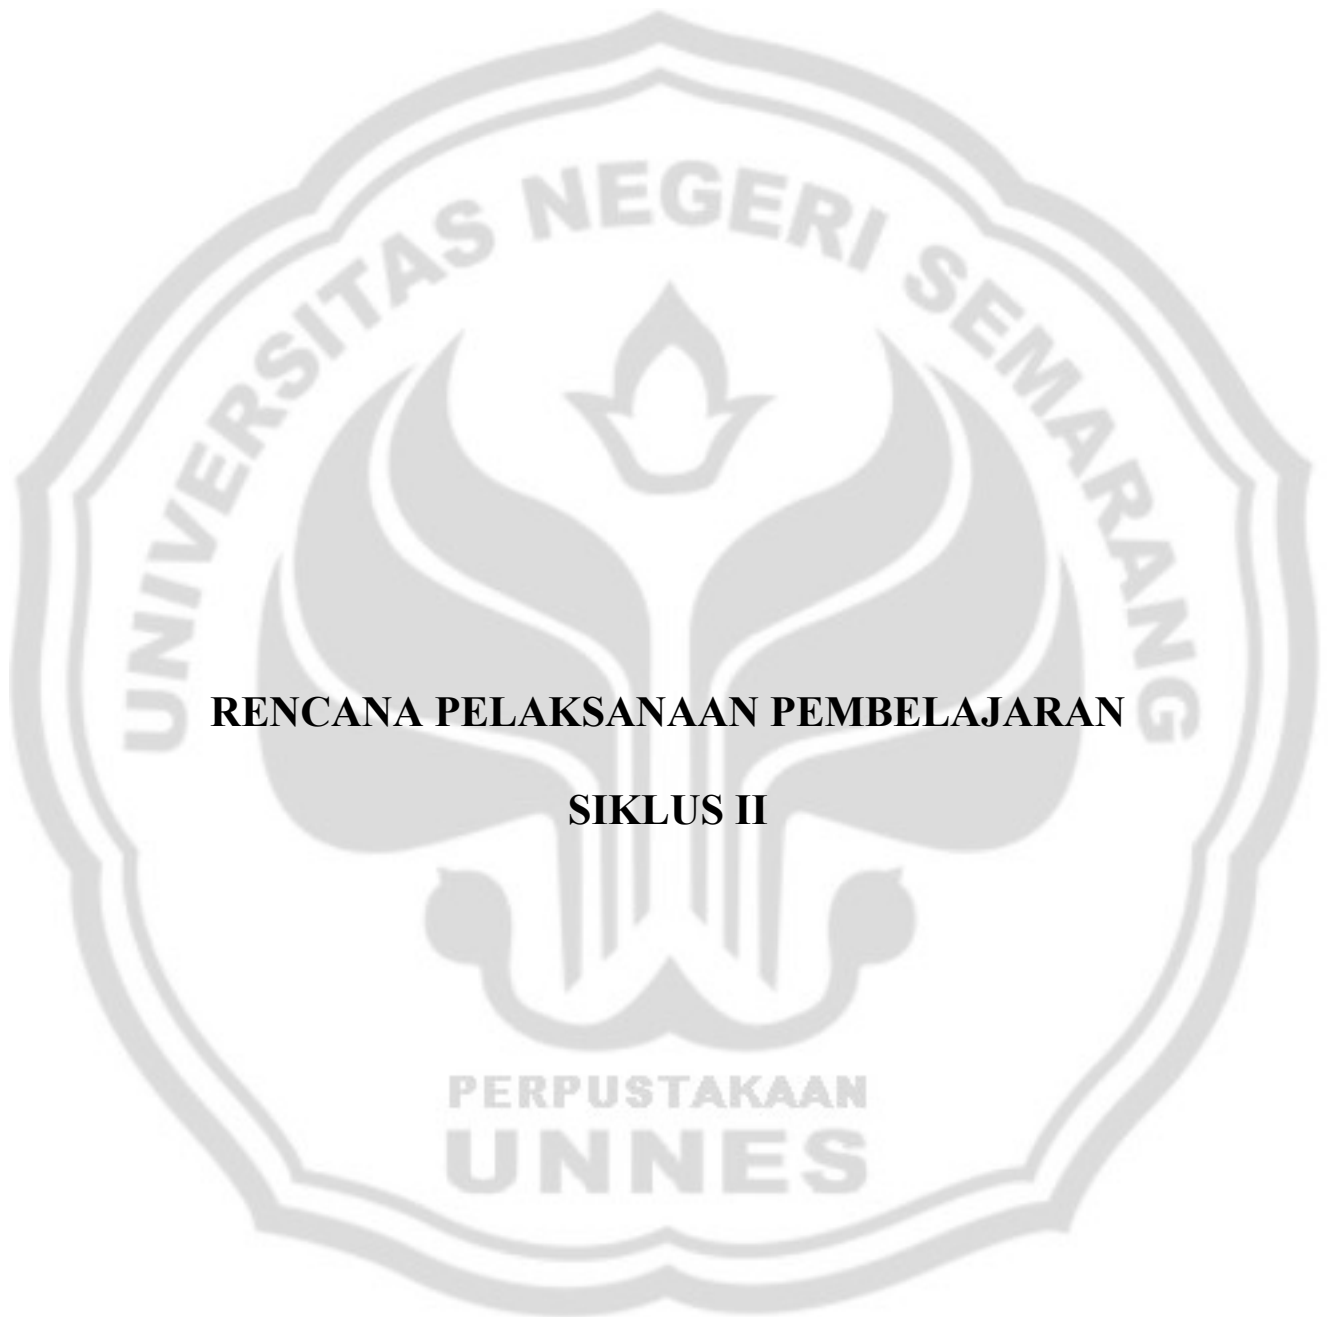 UNIVERSITAS NEGERI SEMARANG
RENCANA PELAKSANAAN PEMBELAJARAN
SIKLUS II
PERPUSTAKAAN
UNNES